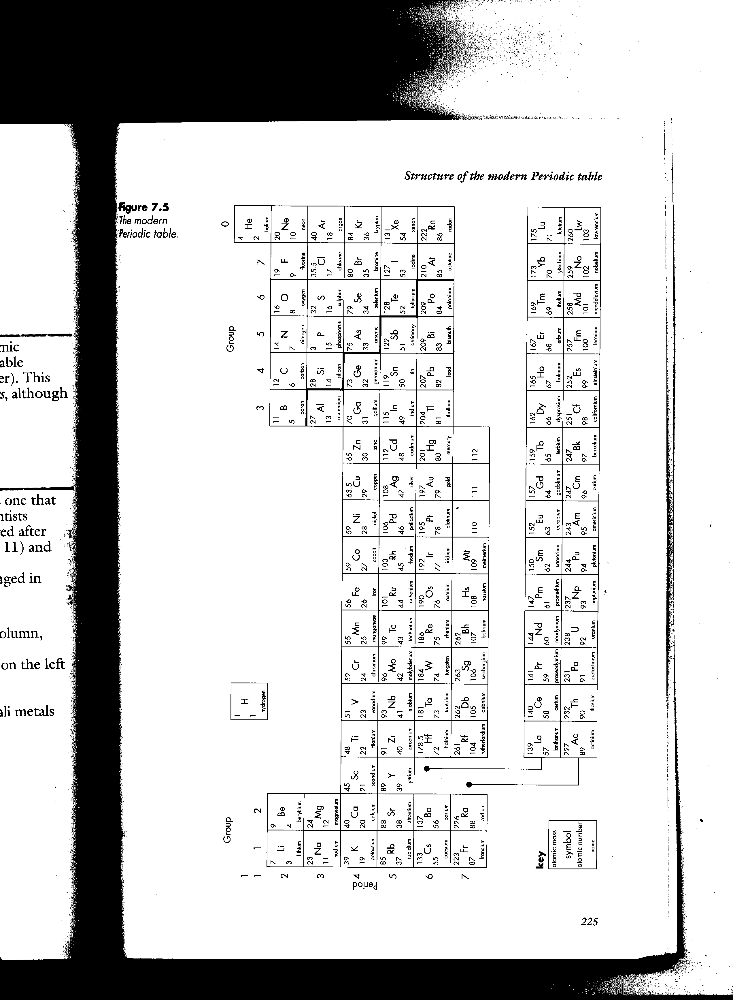 mic
able
er). This
s, although
one that
ntists
ed after
11) and
nged in
olumn,
on the left
ali metals
Structure of the modern Periodic table
Figure 7.5
The modern
Periodic table.
Group
Group
1 2 3 4 5 6 7 0
Period
1
1
1 H 1 hydrogen
4 He 2 helium
2
7 Li 3 lithium
9 Be 4 beryllium
11 B 5 boron
12 C 6 carbon
14 N 7 nitrogen
16 O 8 oxygen
19 F 9 fluorine
20 Ne 10 neon
3
23 Na 11 sodium
24 Mg 12 magnesium
27 Al 13 aluminium
28 Si 14 silicon
31 P 15 phosphorus
32 S 16 sulphur
35.5 Cl 17 chlorine
40 Ar 18 argon
4
39 K 19 potassium
40 Ca 20 calcium
45 Sc 21 scandium
48 Ti 22 titanium
51 V 23 vanadium
52 Cr 24 chromium
55 Mn 25 manganese
56 Fe 26 iron
59 Co 27 cobalt
59 Ni 28 nickel
63.5 Cu 29 copper
65 Zn 30 zinc
70 Ga 31 gallium
73 Ge 32 germanium
75 As 33 arsenic
79 Se 34 selenium
80 Br 35 bromine
84 Kr 36 krypton
5
85 Rb 37 rubidium
88 Sr 38 strontium
89 Y 39 yttrium
91 Zr 40 zirconium
93 Nb 41 niobium
96 Mo 42 molybdenum
99 Tc 43 technetium
101 Ru 44 ruthenium
103 Rh 45 rhodium
106 Pd 46 palladium
108 Ag 47 silver
112 Cd 48 cadmium
115 In 49 indium
119 Sn 50 tin
122 Sb 51 antimony
128 Te 52 tellurium
127 I 53 iodine
131 Xe 54 xenon
6
133 Cs 55 caesium
137 Ba 56 barium
178.5 Hf 72 hafnium
181 Ta 73 tantalum
184 W 74 tungsten
186 Re 75 rhenium
190 Os 76 osmium
192 Ir 77 iridium
195 Pt 78 platinum
197 Au 79 gold
201 Hg 80 mercury
204 Tl 81 thallium
207 Pb 82 lead
209 Bi 83 bismuth
209 Po 84 polonium
210 At 85 astatine
222 Rn 86 radon
7
223 Fr 87 francium
226 Ra 88 radium
261 Rf 104 rutherfordium
262 Db 105 dubnium
263 Sg 106 seaborgium
262 Bh 107 bohrium
Hs 108 hassium
Mt 109 meitnerium
* 110
111
112
139 La 57 lanthanum
140 Ce 58 cerium
141 Pr 59 praseodymium
144 Nd 60 neodymium
147 Pm 61 promethium
150 Sm 62 samarium
152 Eu 63 europium
157 Gd 64 gadolinium
159 Tb 65 terbium
162 Dy 66 dysprosium
165 Ho 67 holmium
167 Er 68 erbium
169 Tm 69 thulium
173 Yb 70 ytterbium
175 Lu 71 lutetium
227 Ac 89 actinium
232 Th 90 thorium
231 Pa 91 protactinium
238 U 92 uranium
237 Np 93 neptunium
244 Pu 94 plutonium
243 Am 95 americium
247 Cm 96 curium
247 Bk 97 berkelium
251 Cf 98 californium
252 Es 99 einsteinium
257 Fm 100 fermium
258 Md 101 mendelevium
259 No 102 nobelium
260 Lw 103 lawrencium
key
atomic mass
symbol
atomic number
name
225